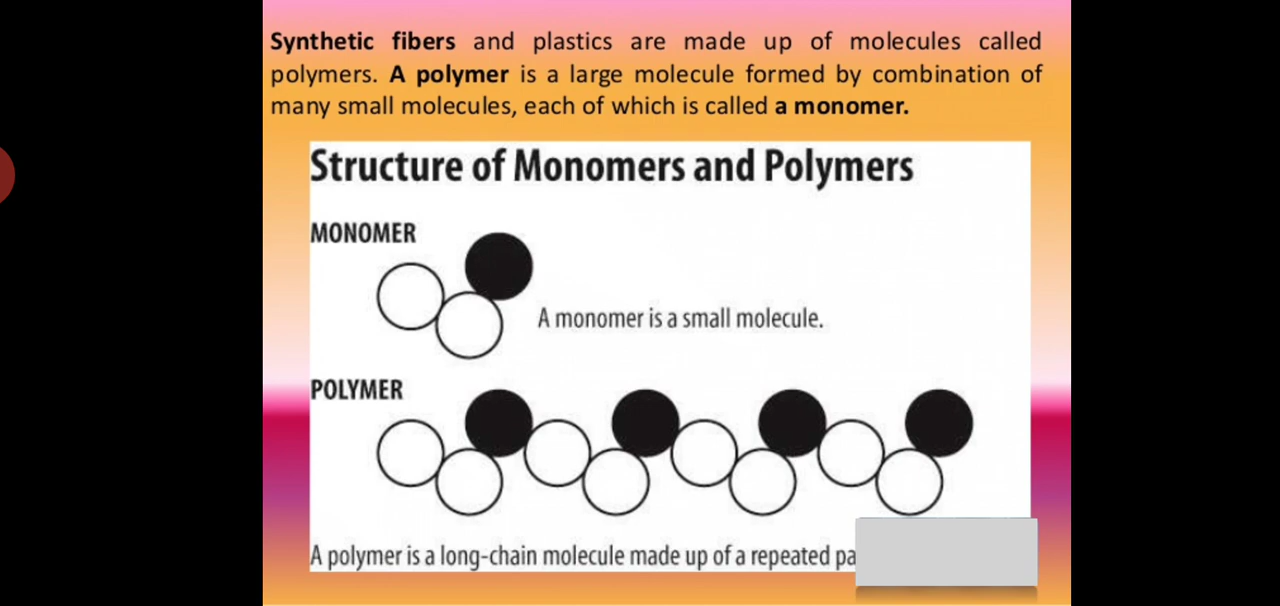 Synthetic fibers and plastics are made up of molecules called
polymers. A polymer is a large molecule formed by combination of
many small molecules, each of which is called a monomer.
Structure of Monomers and Polymers
MONOMER
A monomer is a small molecule.
POLYMER
A polymer is a long-chain molecule made up of a repeated pa